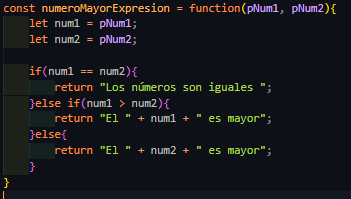 const numeroMayorExpresion = function(pNum1, pNum2){
    let num1 = pNum1;
    let num2 = pNum2;

    if(num1 == num2){
        return "Los números son iguales ";
    }else if(num1 > num2){
        return "El " + num1 + " es mayor";
    }else{
        return "El " + num2 + " es mayor";
    }
}